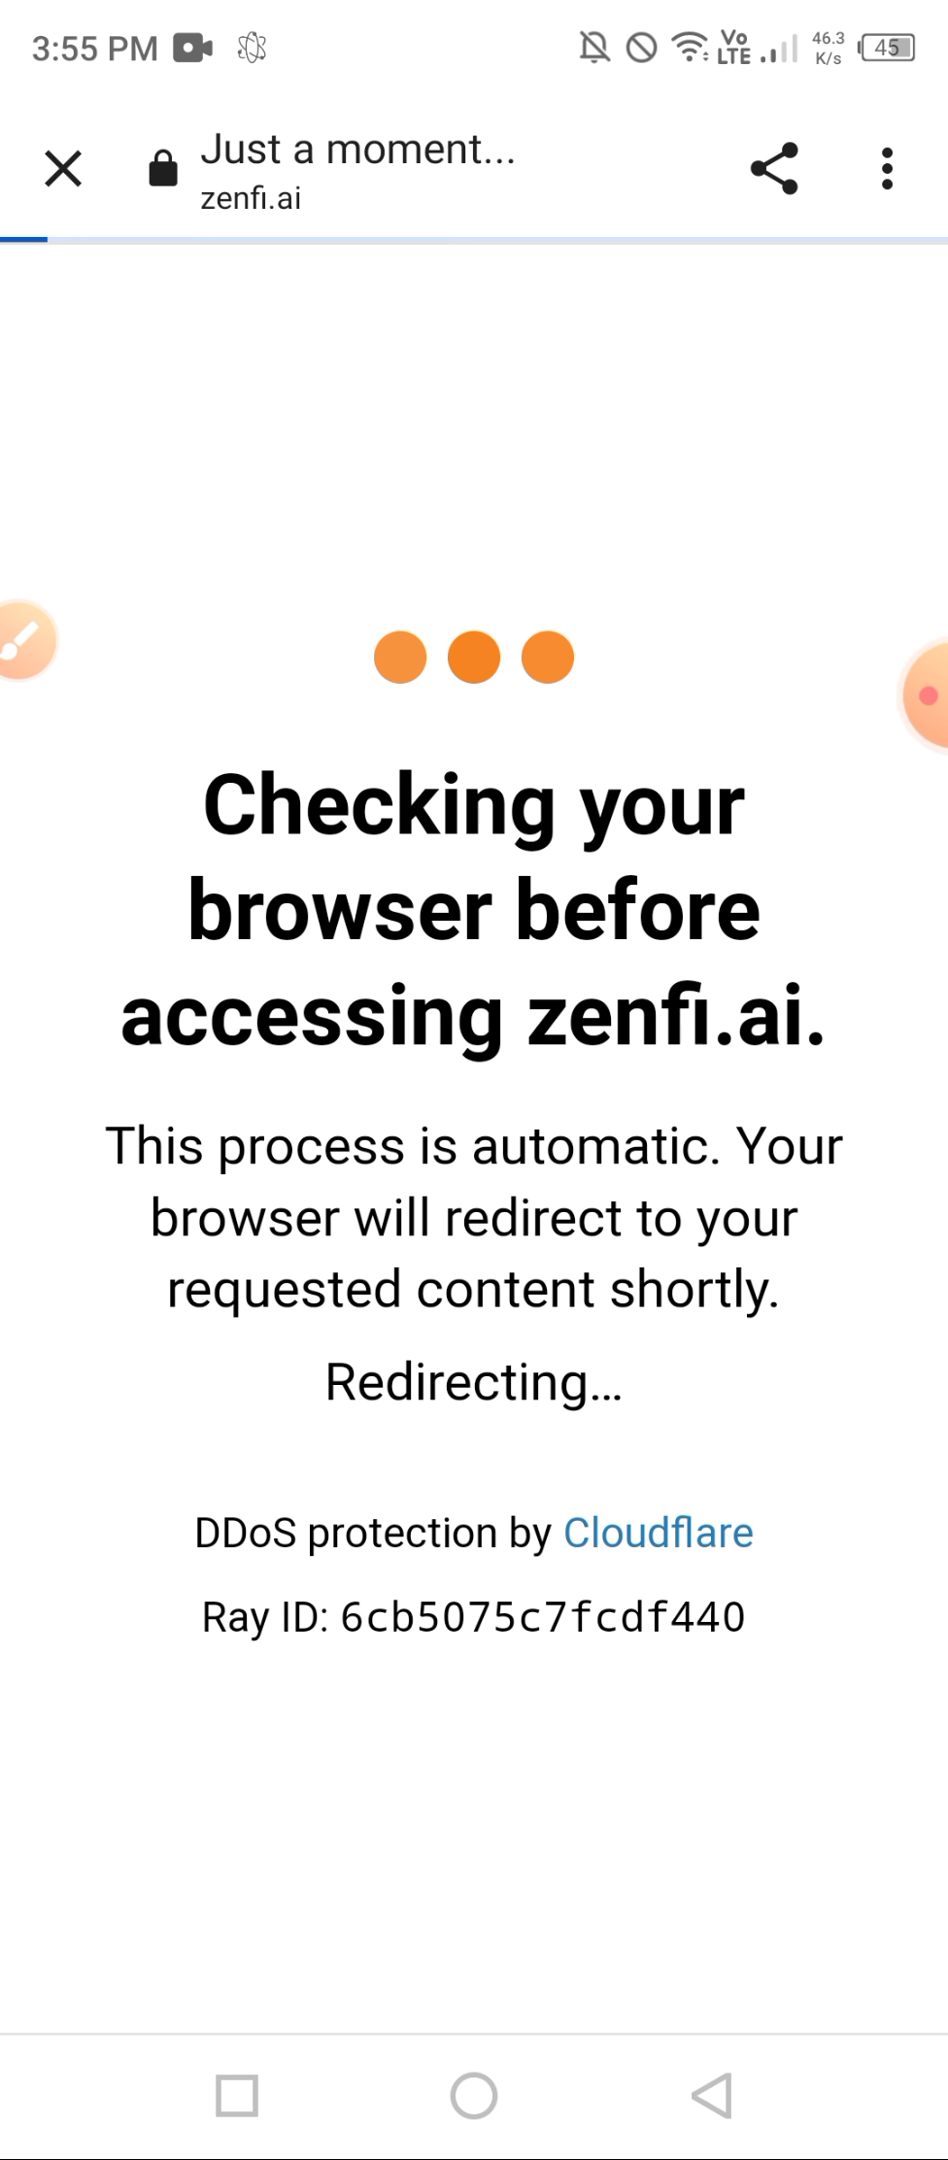 3:55 PM
Vo
LTE
46.3
K/s
45
Just a moment...
zenfi.ai
Checking your
browser before
accessing zenfi.ai.
This process is automatic. Your
browser will redirect to your
requested content shortly.
Redirecting...
DDoS protection by Cloudflare
Ray ID: 6cb5075c7fcdf440